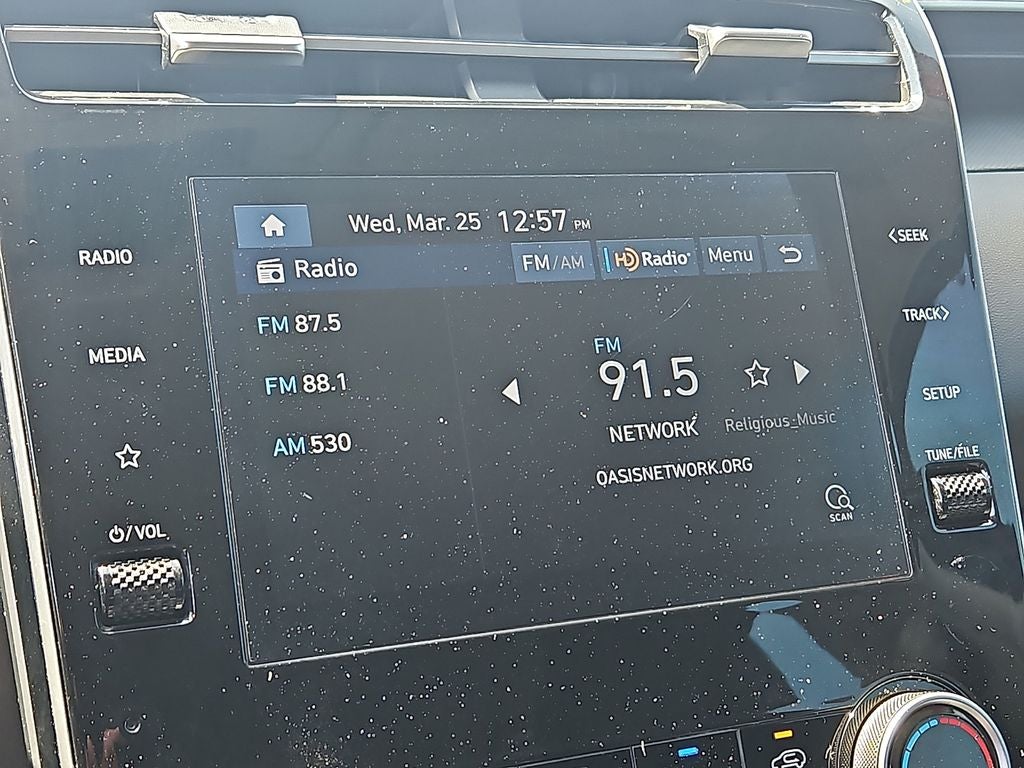 Wed, Mar. 25 12:57 PM
RADIO
Radio FM/AM HD Radio Menu
<SEEK
FM 87.5
MEDIA
FM 88.1
AM 530
FM
91.5
NETWORK Religious_Music
OASISNETWORK.ORG
SCAN
TRACK>
SETUP
TUNE/FILE
/VOL